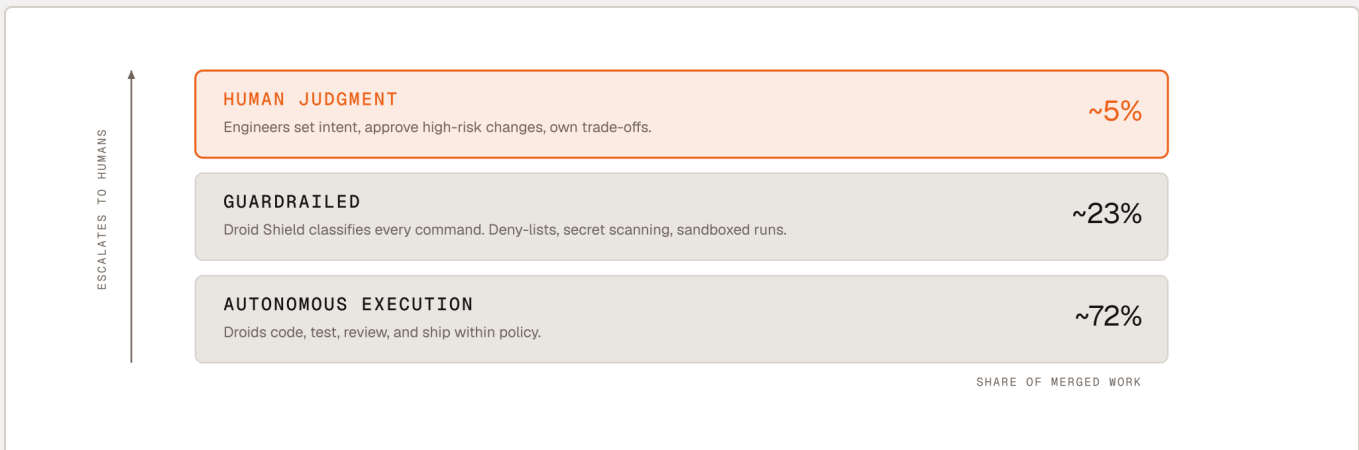 ESCALATES TO HUMANS
HUMAN JUDGMENT
Engineers set intent, approve high-risk changes, own trade-offs.
~5%
GUARDRAILED
Droid Shield classifies every command. Deny-lists, secret scanning, sandboxed runs.
~23%
AUTONOMOUS EXECUTION
Droids code, test, review, and ship within policy.
~72%
SHARE OF MERGED WORK